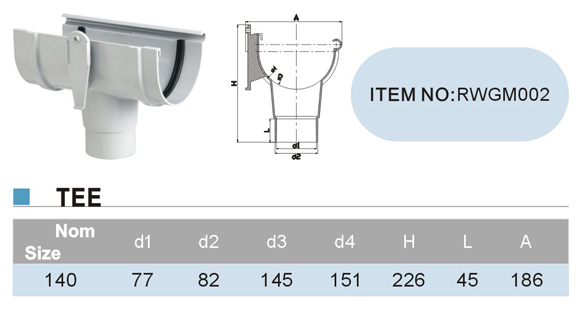 A
H
d4
d3
L
d1
d2
ITEM NO:RWGM002
TEE
Nom Size d1 d2 d3 d4 H L A
140 77 82 145 151 226 45 186